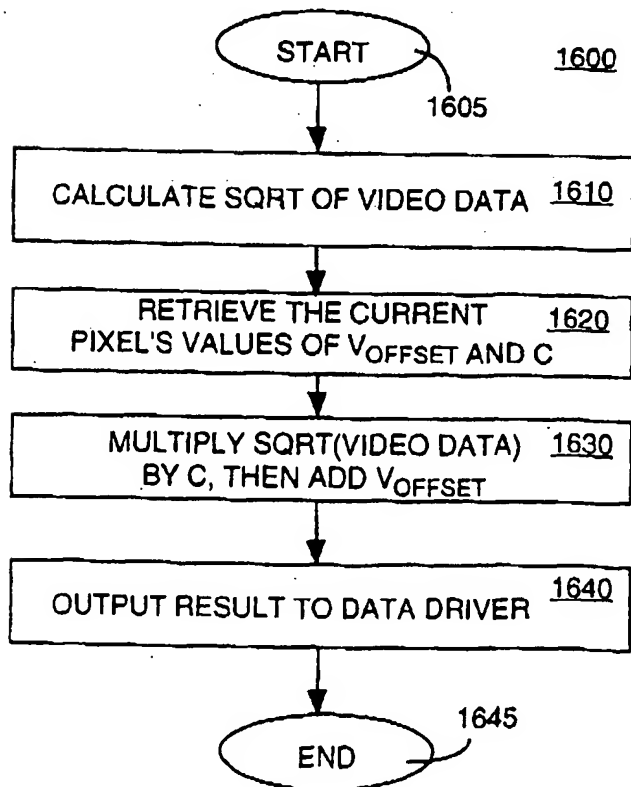 START
1600
1605
CALCULATE SQRT OF VIDEO DATA 1610
RETRIEVE THE CURRENT 1620
PIXEL'S VALUES OF VOFFSET AND C
MULTIPLY SQRT(VIDEO DATA) 1630
BY C, THEN ADD VOFFSET
OUTPUT RESULT TO DATA DRIVER 1640
1645
END